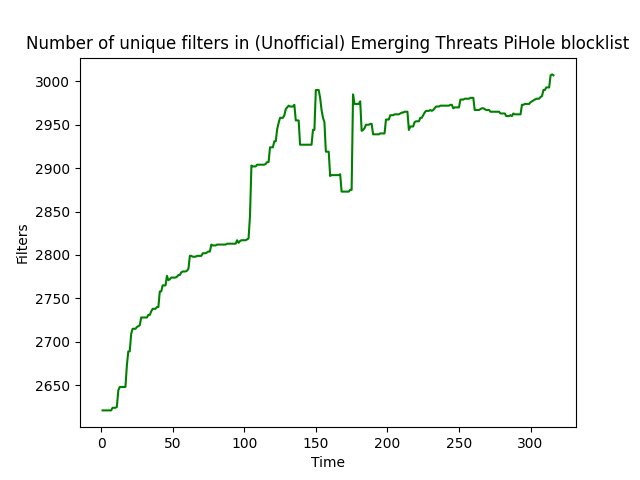 Number of unique filters in (Unofficial) Emerging Threats PiHole blocklist
3000
2950
2900
2850
2800
2750
2700
2650
Filters
0 50 100 150 200 250 300
Time